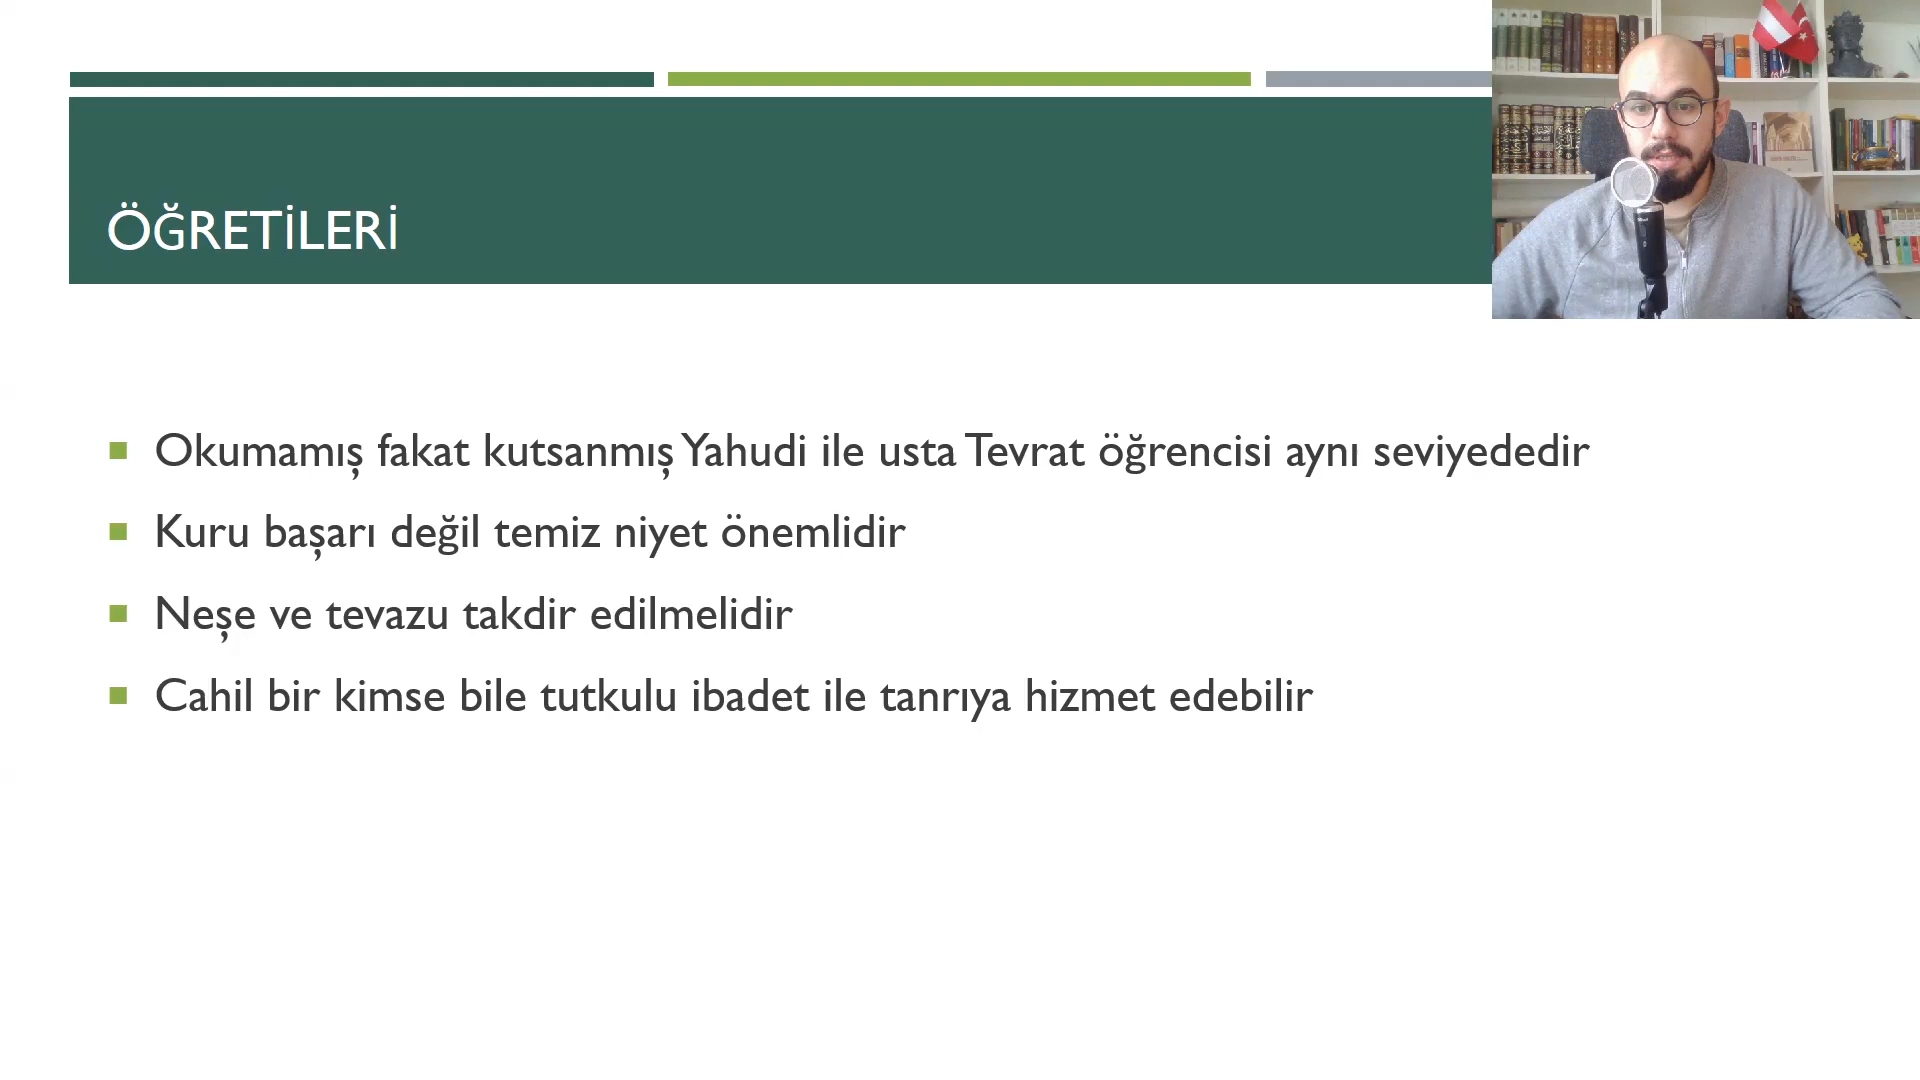 ÖĞRETİLERİ
Okumamış fakat kutsanmış Yahudi ile usta Tevrat öğrencisi aynı seviyededir
Kuru başarı değil temiz niyet önemlidir
Neşe ve tevazu takdir edilmelidir
Cahil bir kimse bile tutkulu ibadet ile tanrıya hizmet edebilir